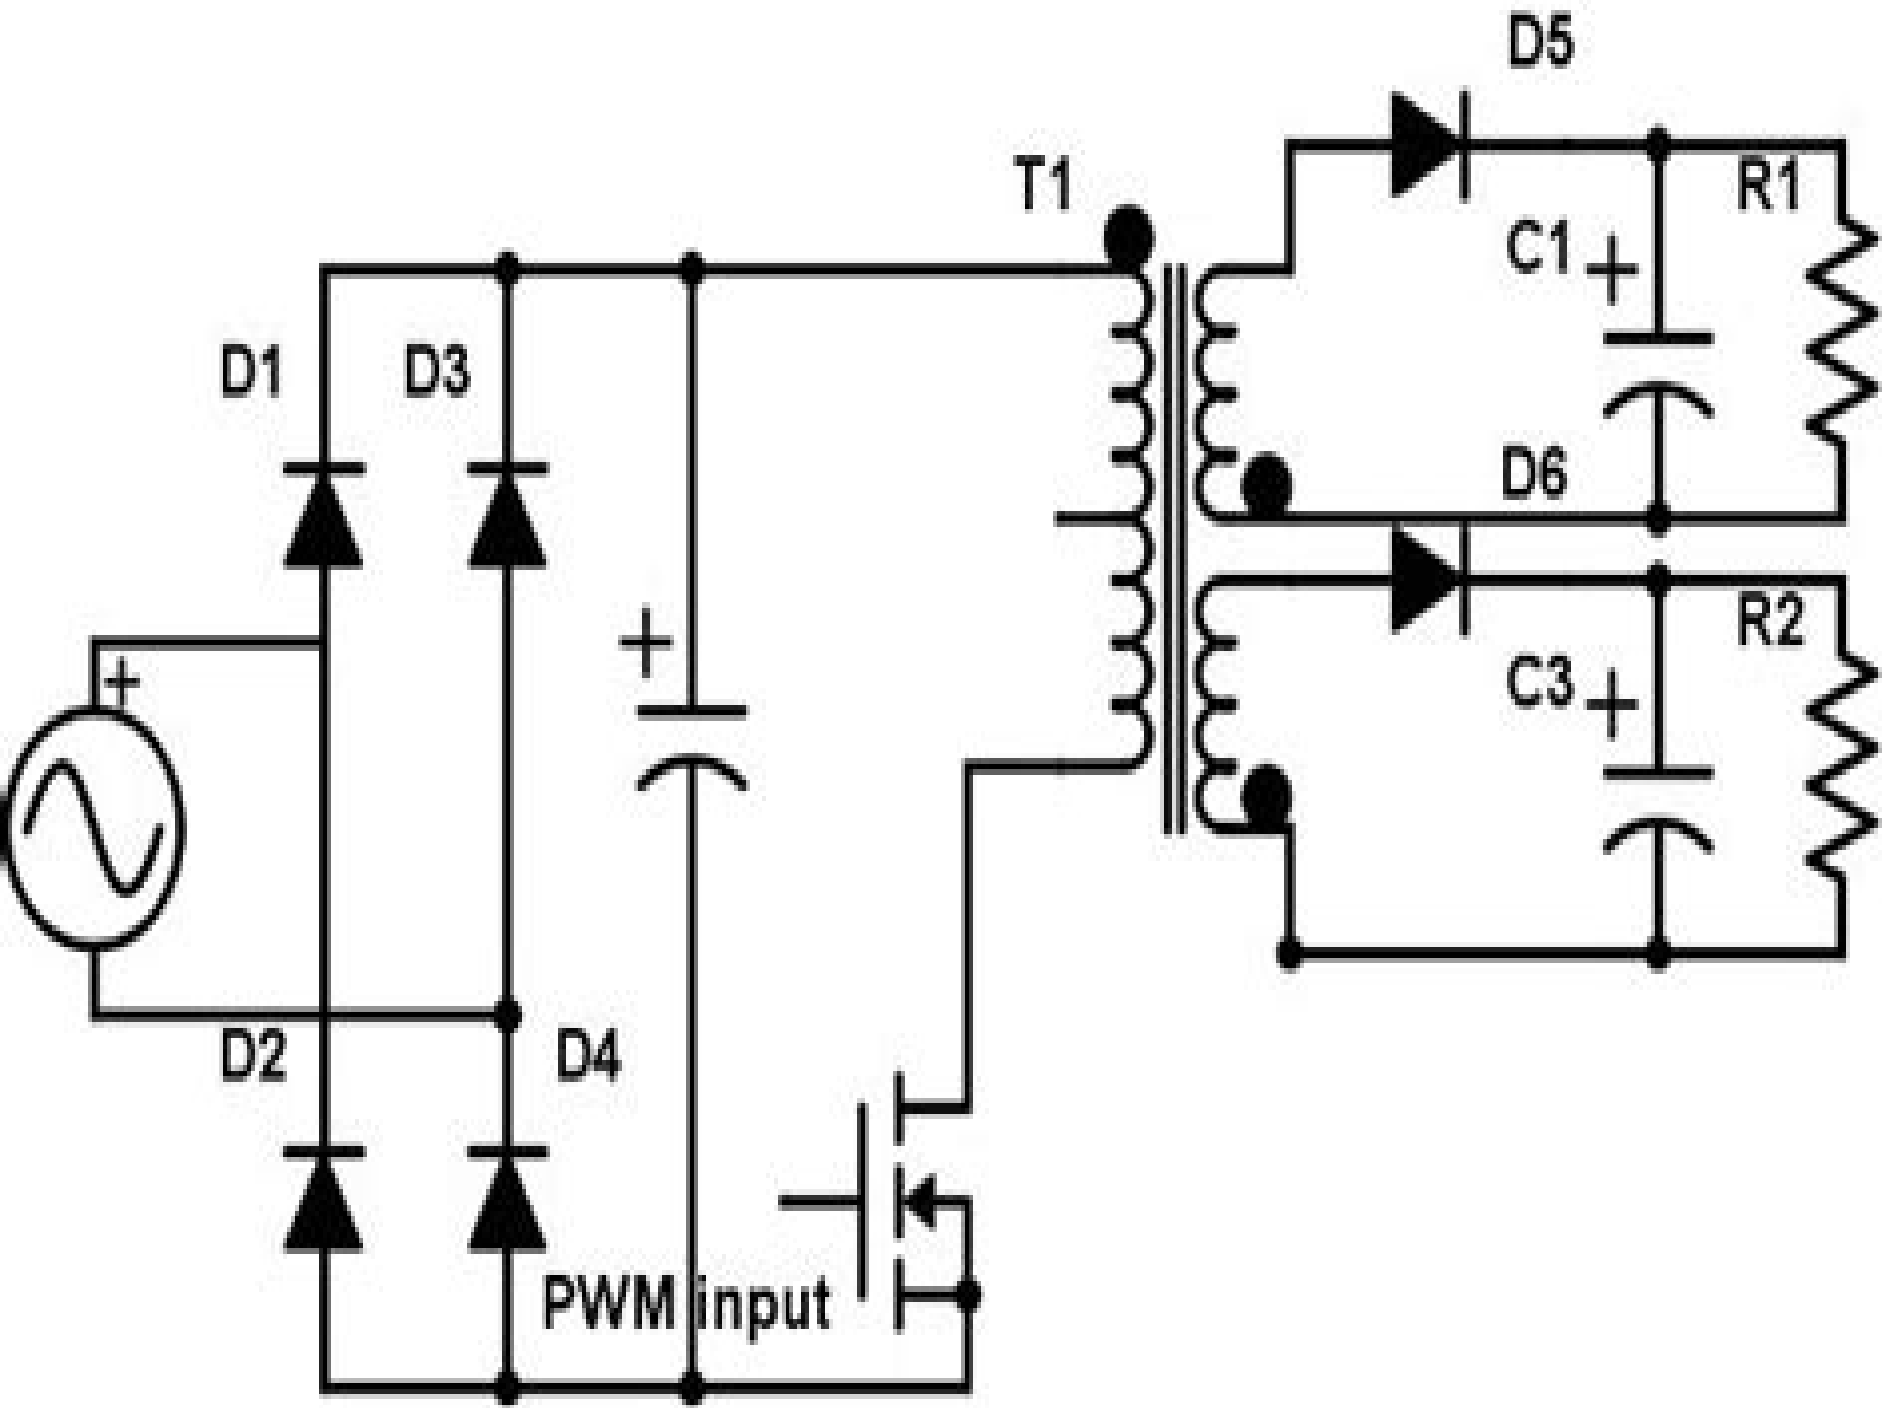 D5
T1
R1
C1 +
D1
D3
D6
+
R2
+
C3 +
D2
D4
PWM input